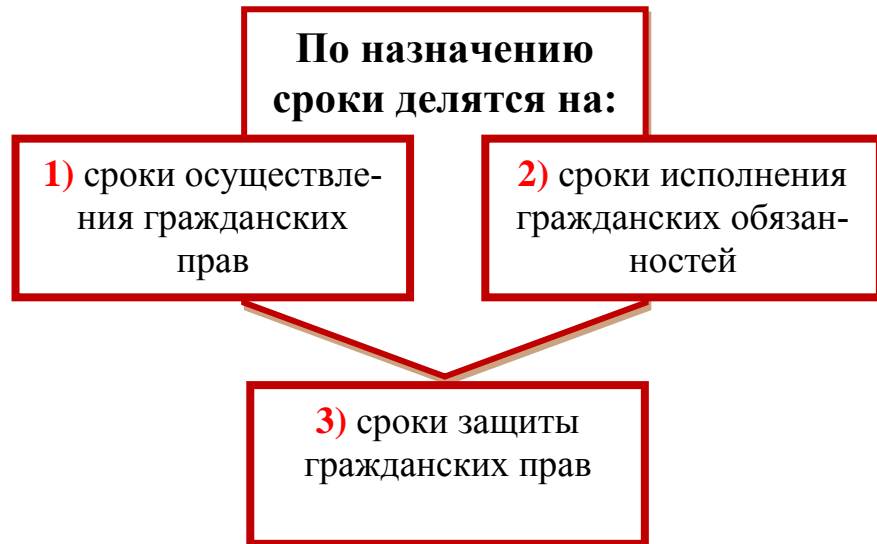 По назначению
сроки делятся на:
1) сроки осуществле-
ния гражданских
прав
2) сроки исполнения
гражданских обязан-
ностей
3) сроки защиты
гражданских прав